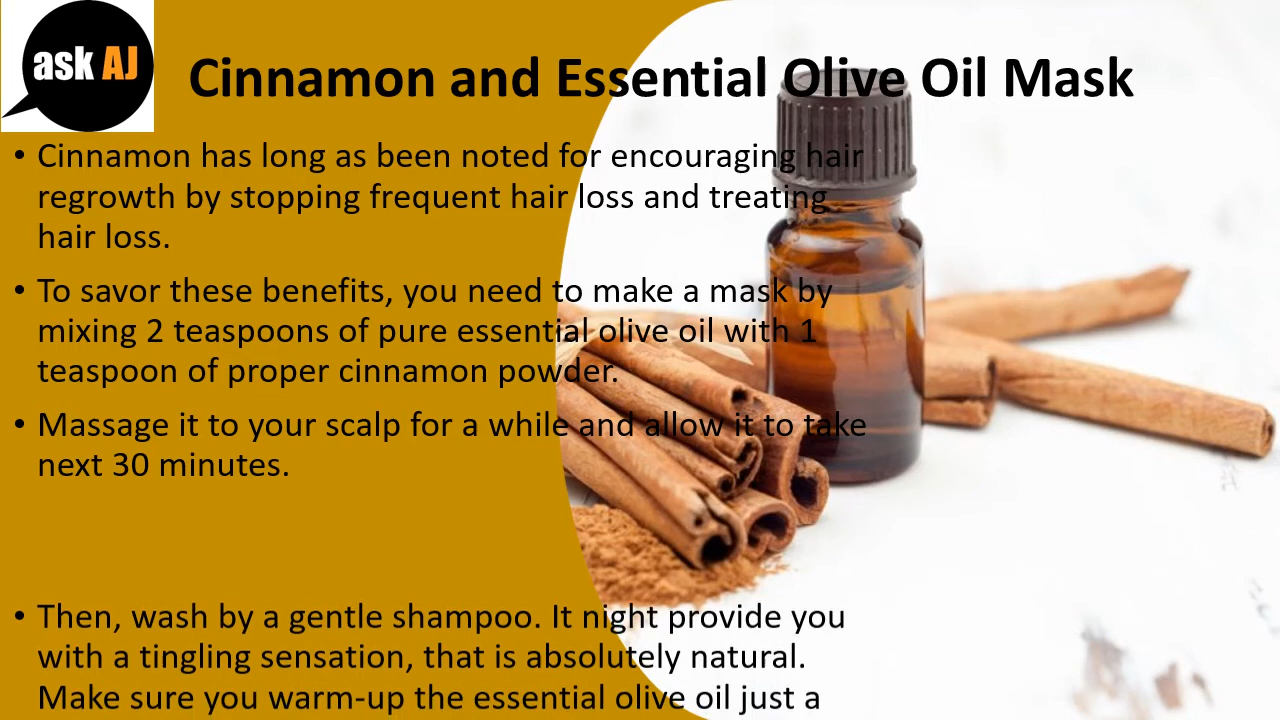 ask AJ
Cinnamon and Essential Olive Oil Mask
• Cinnamon has long as been noted for encouraging hair
regrowth by stopping frequent hair loss and treating
hair loss.
• To savor these benefits, you need to make a mask by
mixing 2 teaspoons of pure essential olive oil with 1
teaspoon of proper cinnamon powder.
• Massage it to your scalp for a while and allow it to take
next 30 minutes.
• Then, wash by a gentle shampoo. It night provide you
with a tingling sensation, that is absolutely natural.
Make sure you warm-up the essential olive oil just a